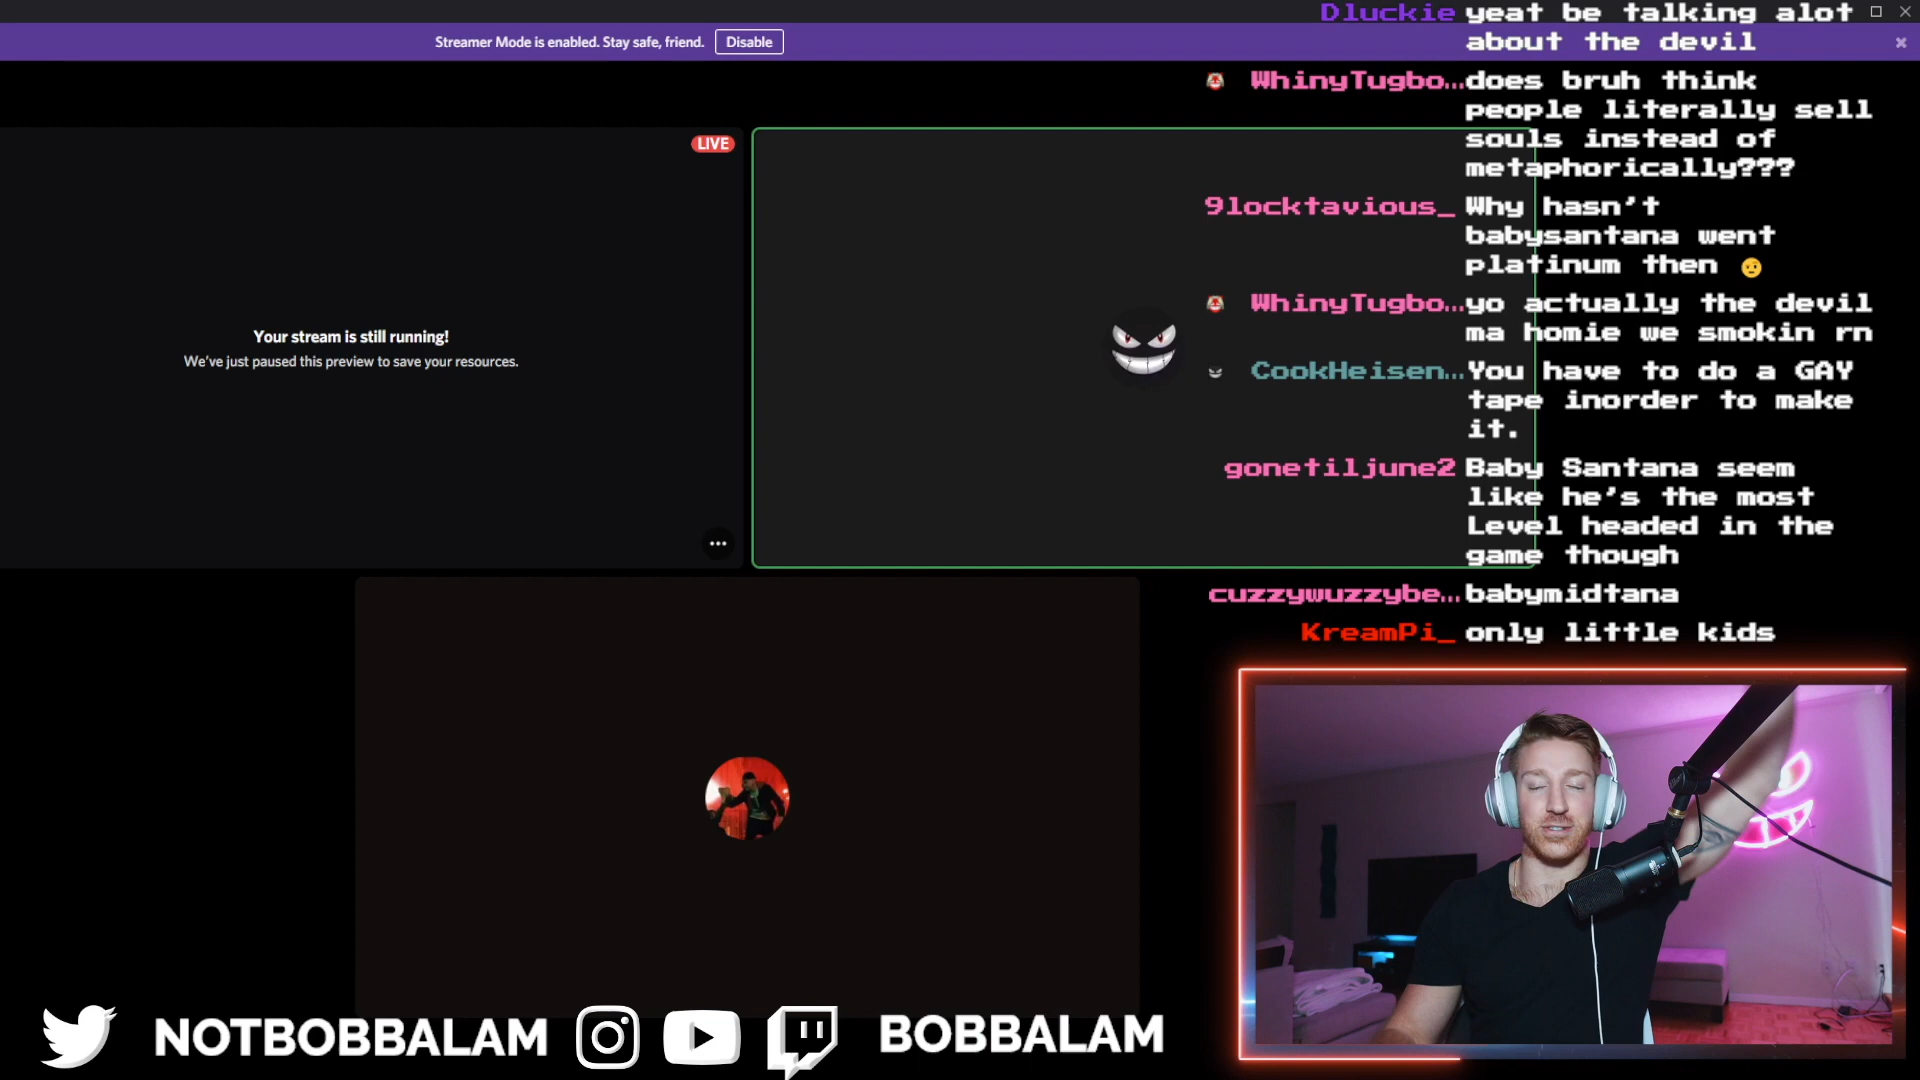 Dluckie yeat be talking alot
about the devil
Streamer Mode is enabled. Stay safe, friend. Disable
WhinyTugbo... does bruh think
people literally sell
souls instead of
metaphorically???
LIVE
9locktavious_ Why hasn't
babysantana went
platinum then 🤨
WhinyTugbo... yo actually the devil
ma homie we smokin rn
Your stream is still running!
We've just paused this preview to save your resources.
CookHeisen... You have to do a GAY
tape inorder to make
it.
gonetiljune2 Baby Santana seem
like he's the most
Level headed in the
game though
cuzzywuzzybe... babymidtana
KreamPi_ only little kids
NOTBOBBALAM
BOBBALAM